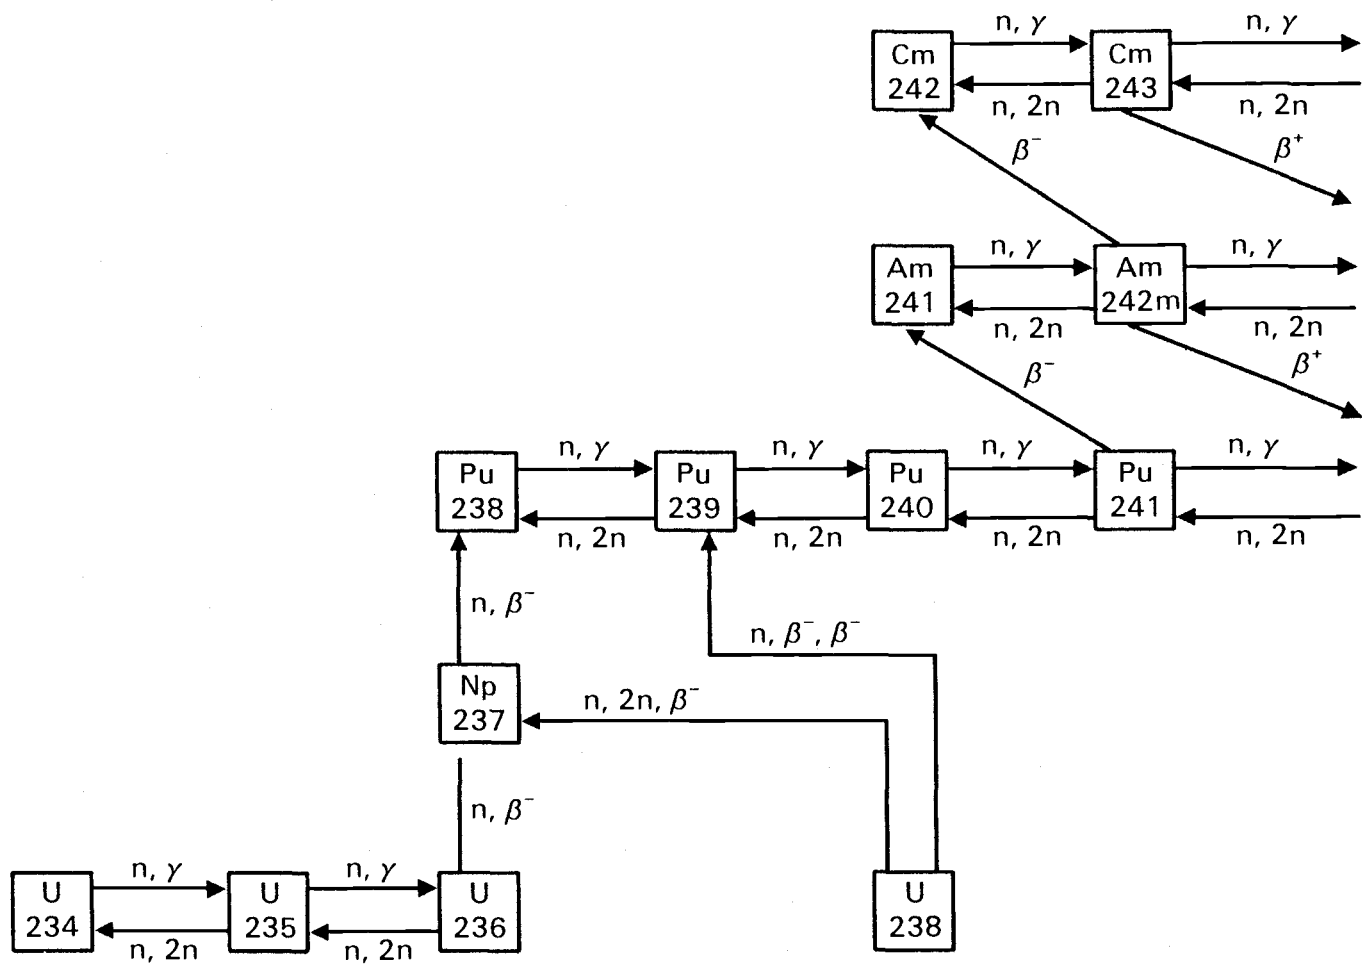 n, γ
n, γ
Cm
242
Cm
243
n, 2n
n, 2n
β⁻
β⁺
n, γ
n, γ
Am
241
Am
242m
n, 2n
n, 2n
β⁻
β⁺
n, γ
n, γ
n, γ
n, γ
Pu
238
Pu
239
Pu
240
Pu
241
n, 2n
n, 2n
n, 2n
n, 2n
n, β⁻
n, β⁻, β⁻
Np
237
n, 2n, β⁻
n, β⁻
n, γ
n, γ
U
234
U
235
U
236
U
238
n, 2n
n, 2n